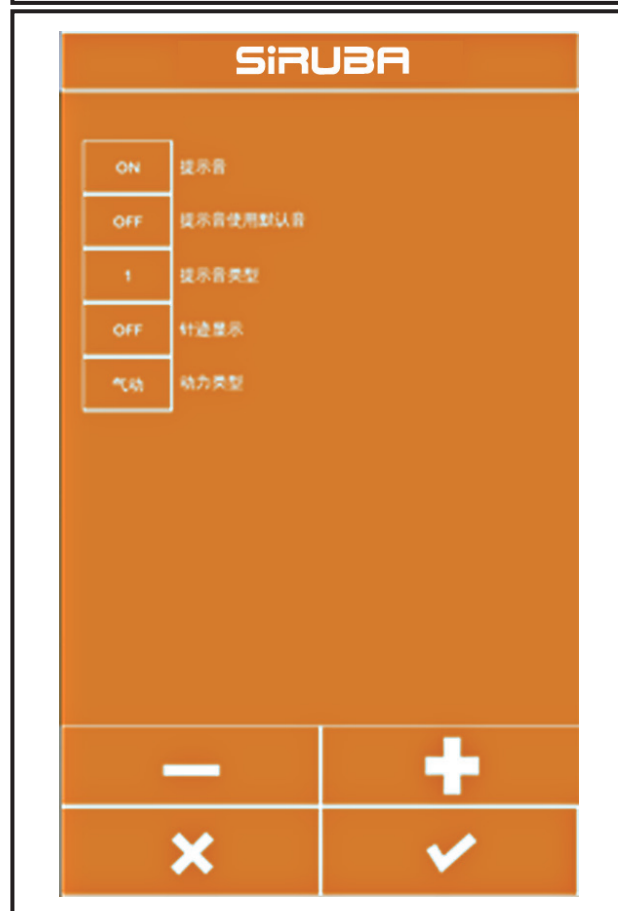 SiRUBA
ON 提示音
OFF 提示音使用默认音
1 提示音类型
OFF 针迹显示
气动 动力类型